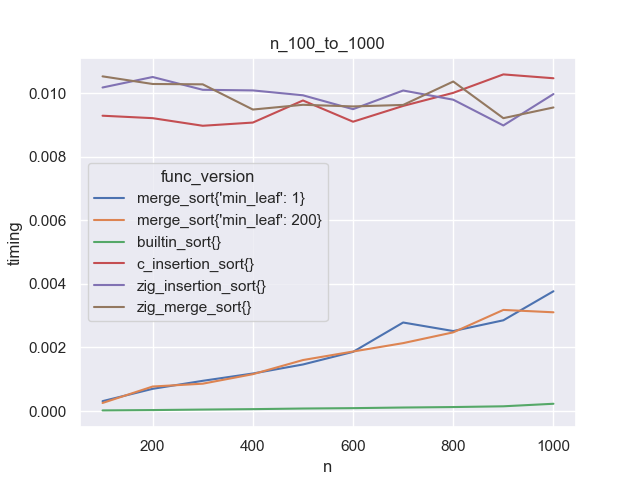 n_100_to_1000
0.010
0.008
0.006
0.004
0.002
0.000
timing
func_version
merge_sort{'min_leaf': 1}
merge_sort{'min_leaf': 200}
builtin_sort{}
c_insertion_sort{}
zig_insertion_sort{}
zig_merge_sort{}
200 400 600 800 1000
n